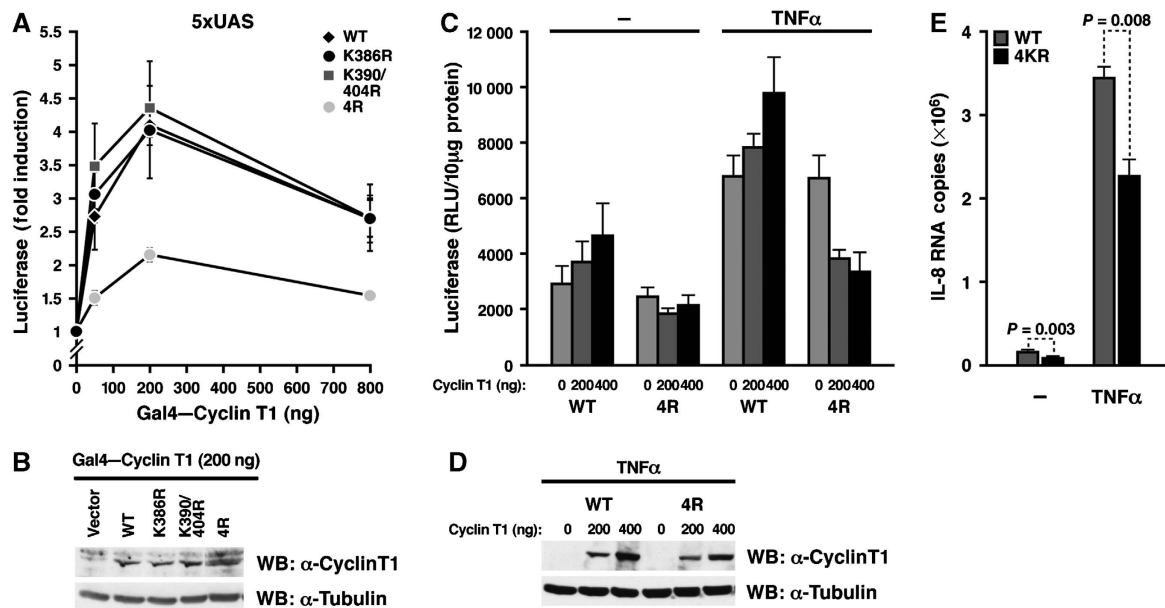 A
5xUAS
WT
K386R
K390/
404R
4R
Luciferase (fold induction)
5.5
5
4.5
4
3.5
3
2.5
2
1.5
1
0
0 100 200 300 400 500 600 700 800
Gal4–Cyclin T1 (ng)
B
Gal4–Cyclin T1 (200 ng)
Vector
WT
K386R
K390/
404R
4R
WB: α-CyclinT1
WB: α-Tubulin
C
– TNFα
Luciferase (RLU/10µg protein)
12 000
10 000
8000
6000
4000
2000
0
Cyclin T1 (ng): 0 200 400 0 200 400 0 200 400 0 200 400
WT 4R WT 4R
D
TNFα
WT 4R
Cyclin T1 (ng): 0 200 400 0 200 400
WB: α-CyclinT1
WB: α-Tubulin
E
WT
4KR
P = 0.008
IL-8 RNA copies (×10⁶)
4
3
2
1
0
P = 0.003
– TNFα